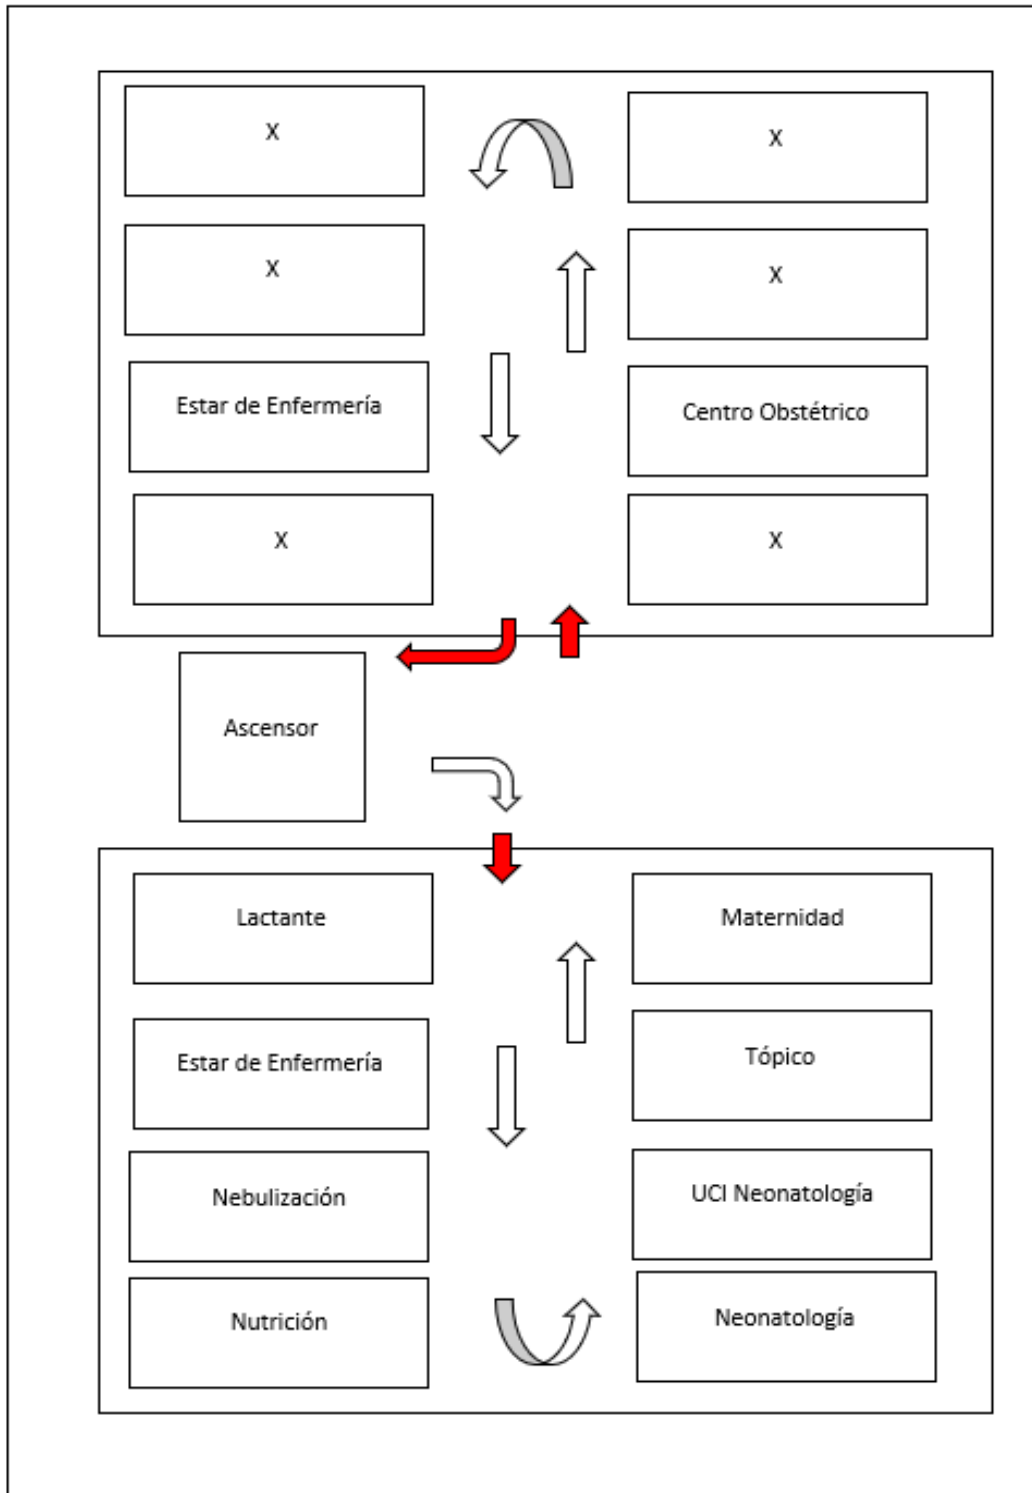 X
X
X
X
Estar de Enfermería
Centro Obstétrico
X
X
Ascensor
Lactante
Maternidad
Estar de Enfermería
Tópico
Nebulización
UCI Neonatología
Nutrición
Neonatología